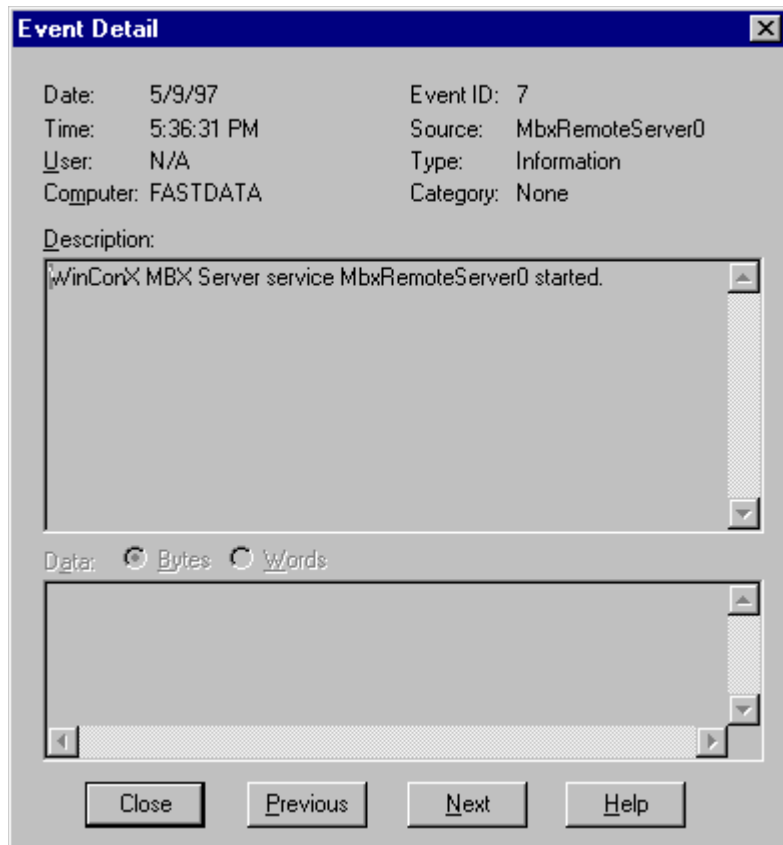 Event Detail
Date: 5/9/97 Event ID: 7
Time: 5:36:31 PM Source: MbxRemoteServer0
User: N/A Type: Information
Computer: FASTDATA Category: None
Description:
WinConX MBX Server service MbxRemoteServer0 started.
Data: Bytes Words
Close Previous Next Help